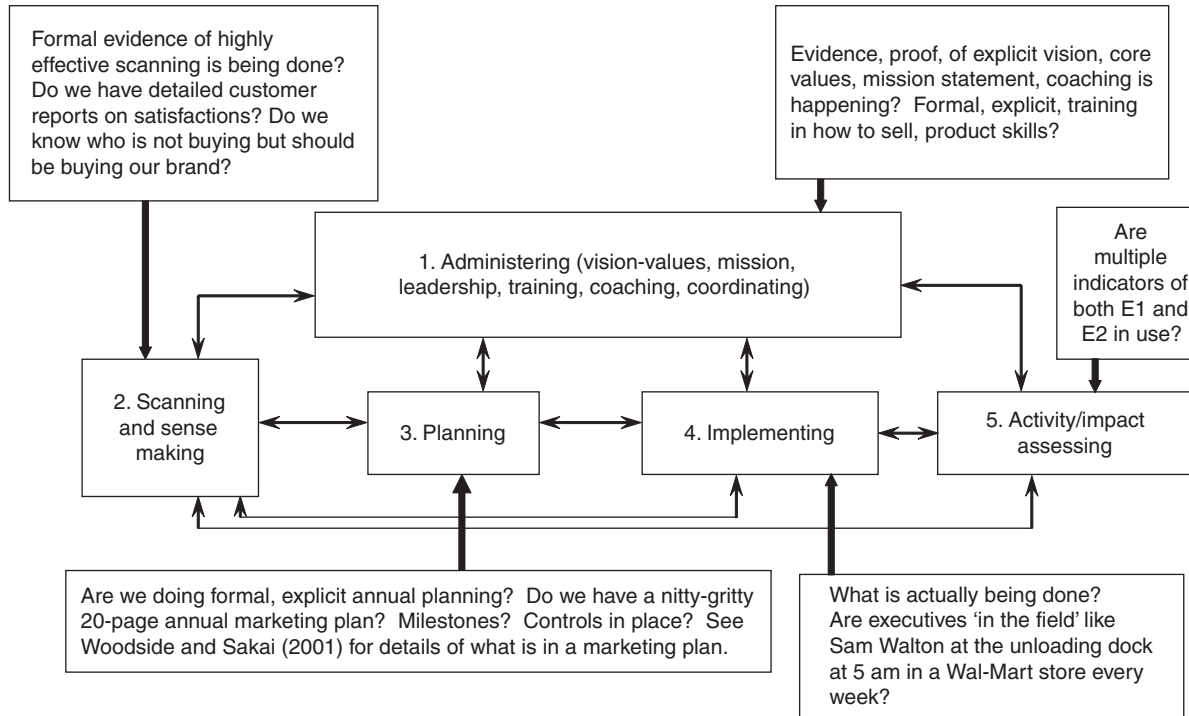 Formal evidence of highly
effective scanning is being done?
Do we have detailed customer
reports on satisfactions? Do we
know who is not buying but should
be buying our brand?
Evidence, proof, of explicit vision, core
values, mission statement, coaching is
happening? Formal, explicit, training
in how to sell, product skills?
1. Administering (vision-values, mission,
leadership, training, coaching, coordinating)
Are
multiple
indicators of
both E1 and
E2 in use?
2. Scanning
and sense
making
3. Planning
4. Implementing
5. Activity/impact
assessing
Are we doing formal, explicit annual planning? Do we have a nitty-gritty
20-page annual marketing plan? Milestones? Controls in place? See
Woodside and Sakai (2001) for details of what is in a marketing plan.
What is actually being done?
Are executives ‘in the field’ like
Sam Walton at the unloading dock
at 5 am in a Wal-Mart store every
week?